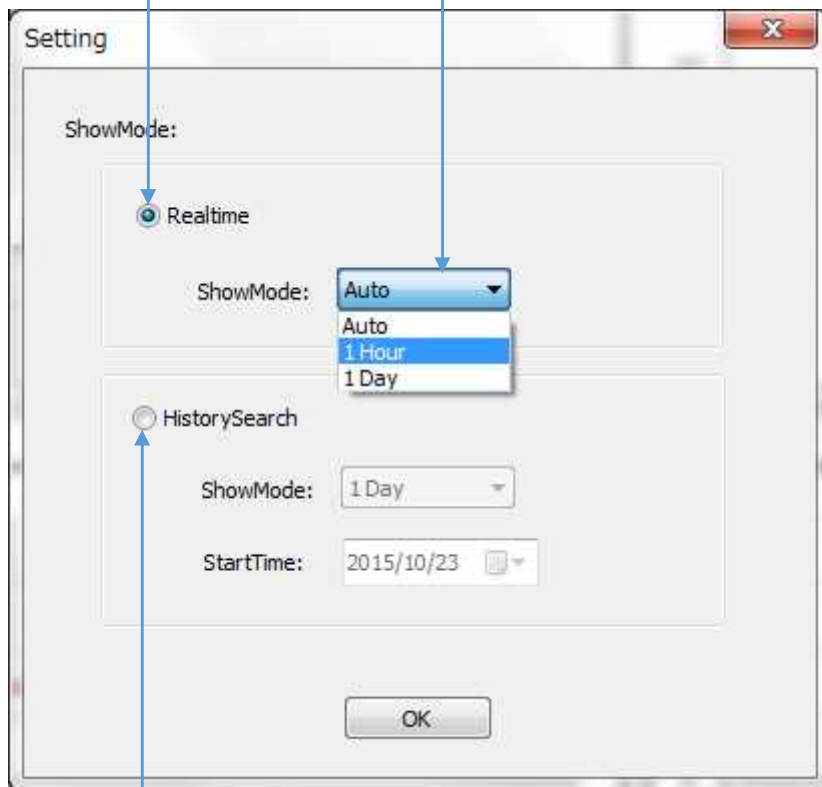 Setting
ShowMode:
Realtime
ShowMode: Auto
Auto
1 Hour
1 Day
HistorySearch
ShowMode: 1 Day
StartTime: 2015/10/23
OK